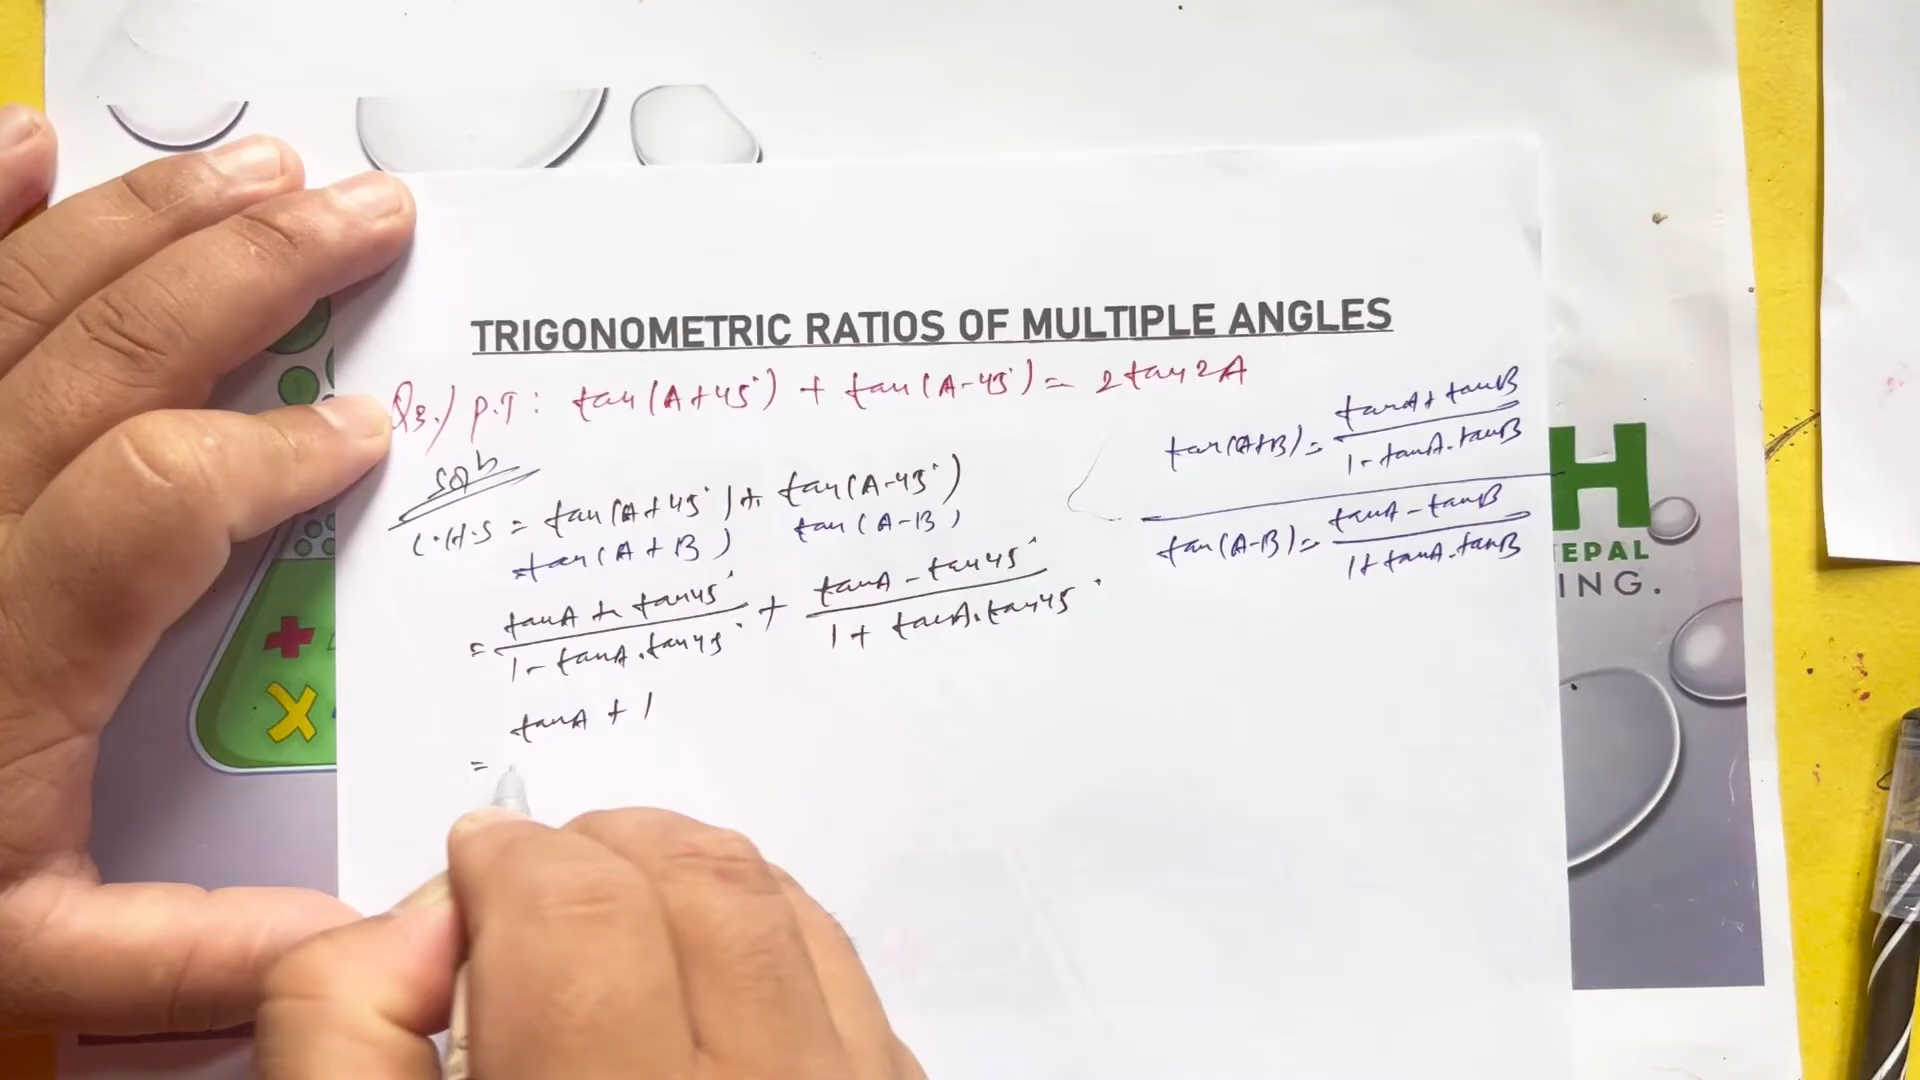 TRIGONOMETRIC RATIOS OF MULTIPLE ANGLES
Q3./ P.T : tan(A+45°) + tan(A-45°) = 2tan2A
Sol^n
L.H.S = tan(A+45°) + tan(A-45°)
tan(A+B) tan(A-B)
= (tanA + tan45°)/(1 - tanA.tan45°) + (tanA - tan45°)/(1 + tanA.tan45°)
tanA + 1
=
tan(A+B) = (tanA + tanB)/(1 - tanA.tanB)
tan(A-B) = (tanA - tanB)/(1 + tanA.tanB)
H
EPAL
ING.